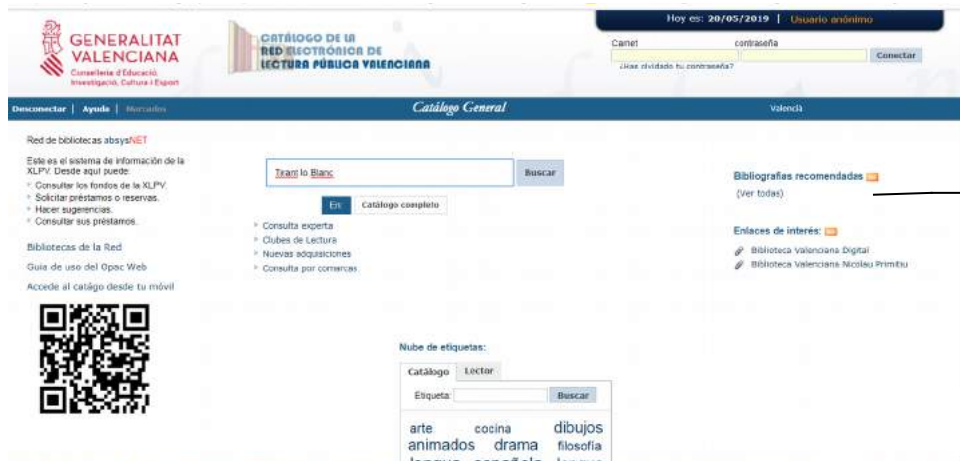 Hoy es: 20/05/2019 | Usuario anónimo
GENERALITAT
VALENCIANA
Conselleria d'Educació,
Investigació, Cultura i Esport
CATÁLOGO DE LA
RED ELECTRÓNICA DE
LECTURA PÚBLICA VALENCIANA
Carnet
contraseña
Conectar
¿Has olvidado tu contraseña?
Desconectar | Ayuda | Marcados
Catálogo General
Valencià
Red de bibliotecas absysNET
Este es el sistema de información de la
XLPV. Desde aquí puede:
Consultar los fondos de la XLPV.
Solicitar préstamos o reservas.
Hacer sugerencias.
Consultar sus préstamos.
Bibliotecas de la Red
Guía de uso del Opac Web
Accede al catágo desde tu móvil
Tirant lo Blanc
Buscar
En: Catálogo completo
Consulta experta
Clubes de Lectura
Nuevas adquisiciones
Consulta por comarcas
Bibliografías recomendadas
(Ver todas)
Enlaces de interés:
Biblioteca Valenciana Digital
Biblioteca Valenciana Nicolau Primitiu
Nube de etiquetas:
Catálogo Lector
Etiqueta: Buscar
arte cocina dibujos
animados drama filosofía
lengua española lengua